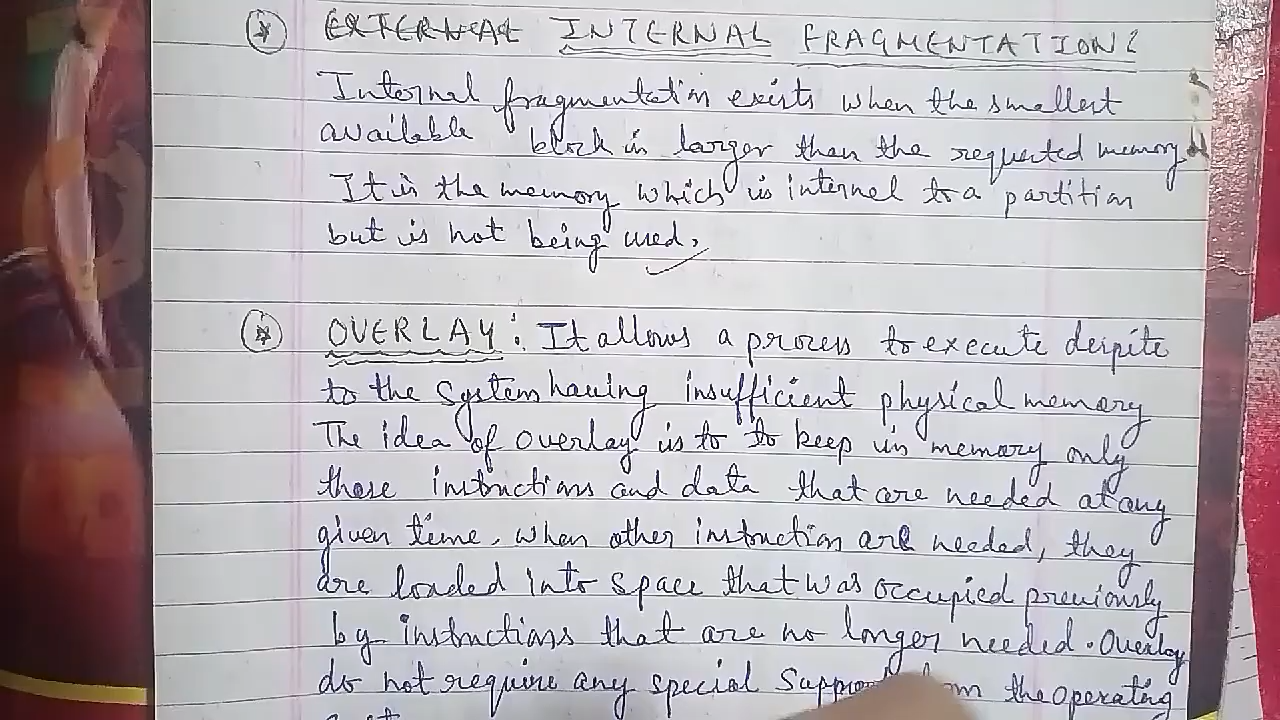 EXTERNAL INTERNAL FRAGMENTATION:
Internal fragmentation exists when the smallest
available block is larger than the requested memory
It is the memory which is internal to a partition
but is not being used.
OVERLAY: It allows a process to execute despite
to the system having insufficient physical memory
The idea of overlay is to to keep in memory only
those instructions and data that are needed at any
given time. When other instruction are needed, they
are loaded into space that was occupied previously
by instructions that are no longer needed. Overlay
do not require any special the operating